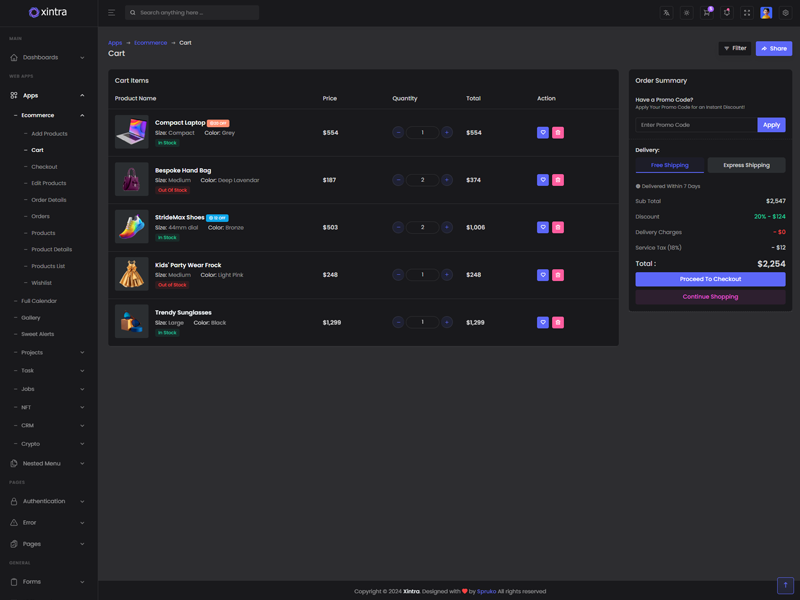 xintra
Search anything here ...
5
MAIN
Dashboards
WEB APPS
Apps
Ecommerce
Add Products
Cart
Checkout
Edit Products
Order Details
Orders
Products
Product Details
Products List
Wishlist
Full Calendar
Gallery
Sweet Alerts
Projects
Task
Jobs
NFT
CRM
Crypto
Nested Menu
PAGES
Authentication
Error
Pages
GENERAL
Forms
Apps → Ecommerce → Cart
Cart
Filter
Share
Cart Items
Product Name Price Quantity Total Action
Compact Laptop
Size: Compact Color: Grey
In Stock
$554 − 1 + $554
Bespoke Hand Bag
Size: Medium Color: Deep Lavendar
Out Of Stock
$187 − 2 + $374
StrideMax Shoes
Size: 44mm dial Color: Bronze
In Stock
$503 − 2 + $1,006
Kids' Party Wear Frock
Size: Medium Color: Light Pink
Out of Stock
$248 − 1 + $248
Trendy Sunglasses
Size: Large Color: Black
In Stock
$1,299 − 1 + $1,299
Order Summary
Have a Promo Code?
Apply Your Promo Code for an Instant Discount!
Enter Promo Code Apply
Delivery:
Free Shipping Express Shipping
Delivered Within 7 Days
Sub Total $2,547
Discount 20% - $124
Delivery Charges - $0
Service Tax (18%) - $12
Total : $2,254
Proceed To Checkout
Continue Shopping
Copyright © 2024 Xintra. Designed with ❤ by Spruko All rights reserved